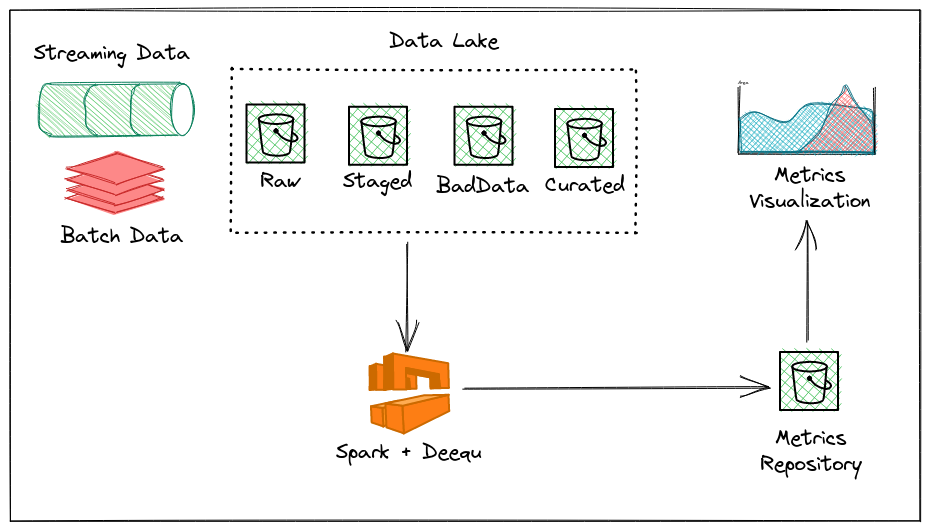 Data Lake
Streaming Data
Batch Data
Raw
Staged
BadData
Curated
Metrics
Visualization
Spark + Deequ
Metrics
Repository